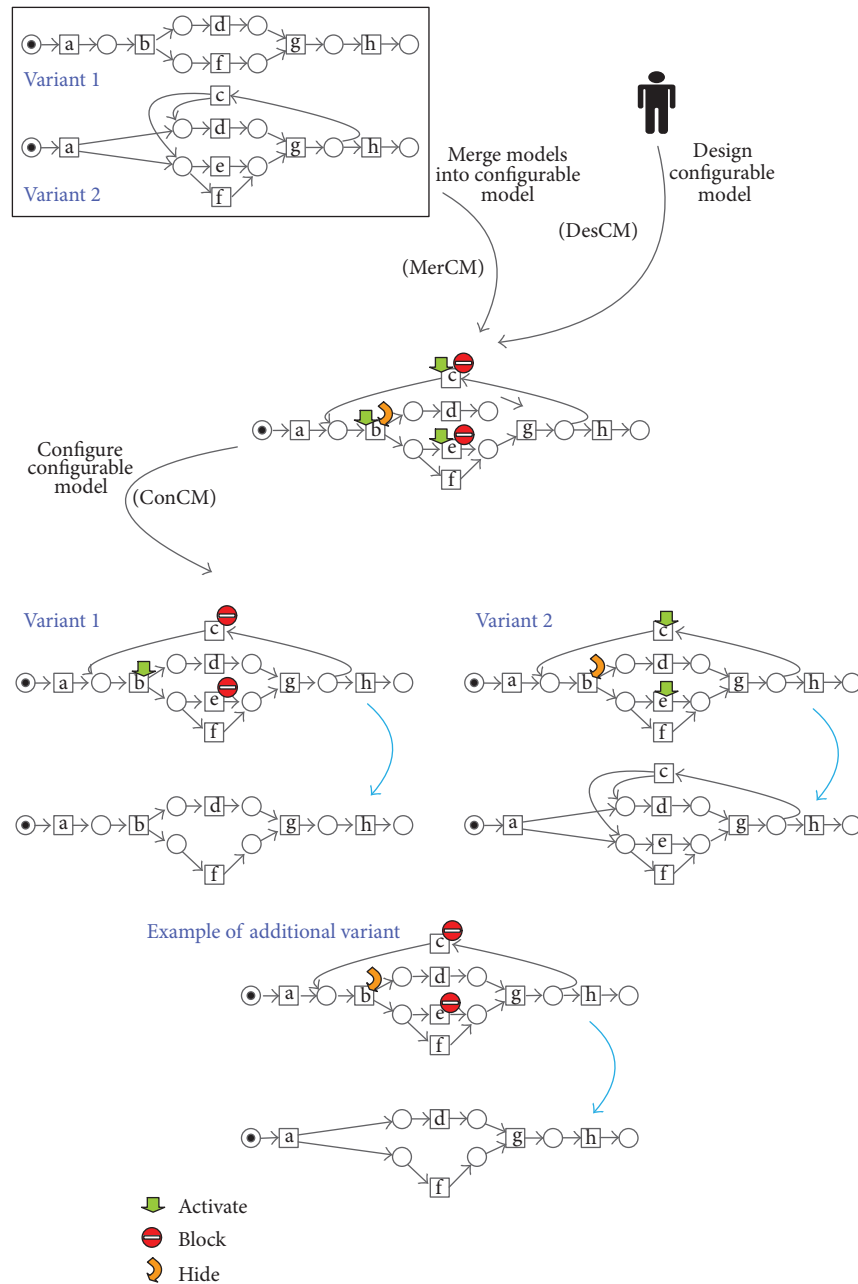 d
a b g h
f
Variant 1
c
d
a g h
e
Variant 2
f
Merge models
into configurable
model
Design
configurable
model
(DesCM)
(MerCM)
c
d
a b g h
e
f
Configure
configurable
model
(ConCM)
Variant 1
c
d
a b g h
e
f
d
a b g h
f
Variant 2
c
d
a b g h
e
f
c
d
a g h
e
f
Example of additional variant
c
d
a b g h
e
f
d
a g h
f
Activate
Block
Hide